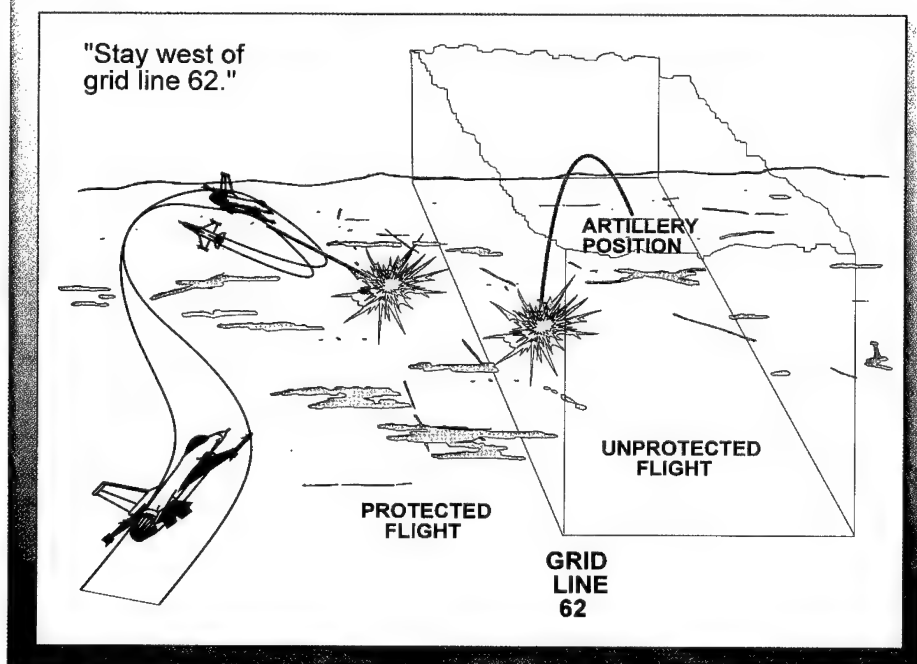 "Stay west of
grid line 62."
ARTILLERY
POSITION
UNPROTECTED
FLIGHT
PROTECTED
FLIGHT
GRID
LINE
62